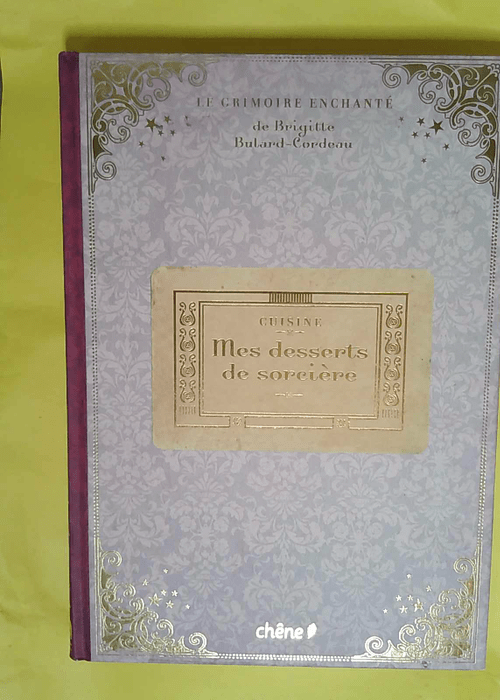 LE GRIMOIRE ENCHANTÉ
de Brigitte
Bulard-Cordeau
CUISINE
Mes desserts
de sorcière
chêne